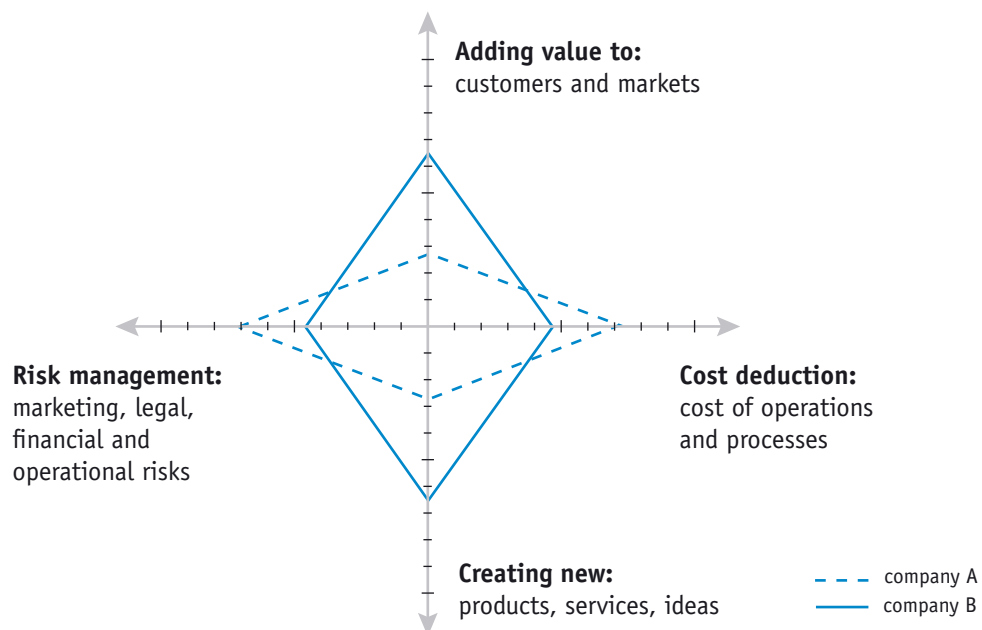 Adding value to:
customers and markets
Risk management:
marketing, legal,
financial and
operational risks
Cost deduction:
cost of operations
and processes
Creating new:
products, services, ideas
company A
company B